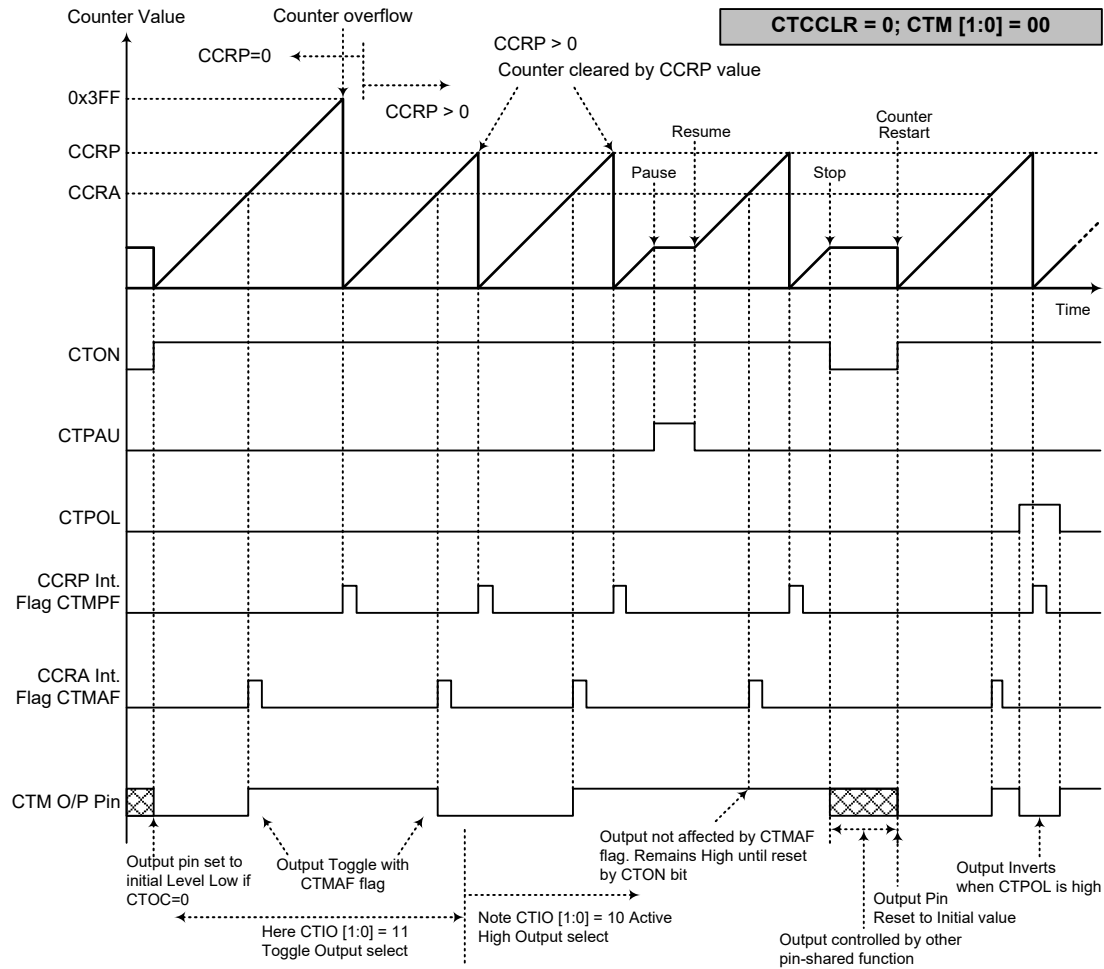 Counter Value
Counter overflow
CTCCLR = 0; CTM [1:0] = 00
CCRP=0
CCRP > 0
CCRP > 0
Counter cleared by CCRP value
0x3FF
CCRP
CCRA
Pause
Resume
Stop
Counter
Restart
Time
CTON
CTPAU
CTPOL
CCRP Int.
Flag CTMPF
CCRA Int.
Flag CTMAF
CTM O/P Pin
Output pin set to
initial Level Low if
CTOC=0
Output Toggle with
CTMAF flag
Here CTIO [1:0] = 11
Toggle Output select
Note CTIO [1:0] = 10 Active
High Output select
Output not affected by CTMAF
flag. Remains High until reset
by CTON bit
Output controlled by other
pin-shared function
Output Pin
Reset to Initial value
Output Inverts
when CTPOL is high